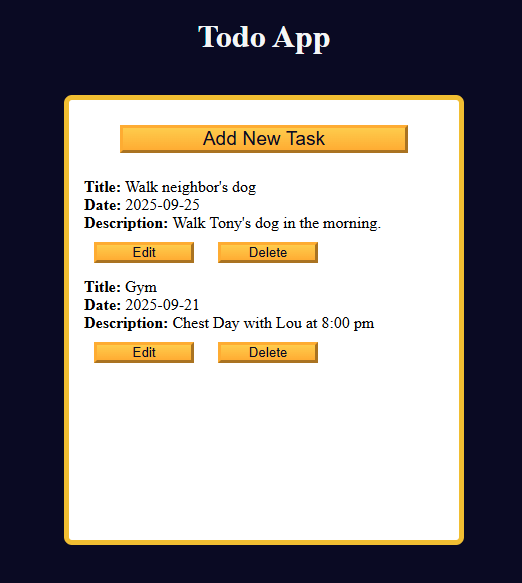 Todo App
Add New Task
Title: Walk neighbor's dog
Date: 2025-09-25
Description: Walk Tony's dog in the morning.
Edit Delete
Title: Gym
Date: 2025-09-21
Description: Chest Day with Lou at 8:00 pm
Edit Delete